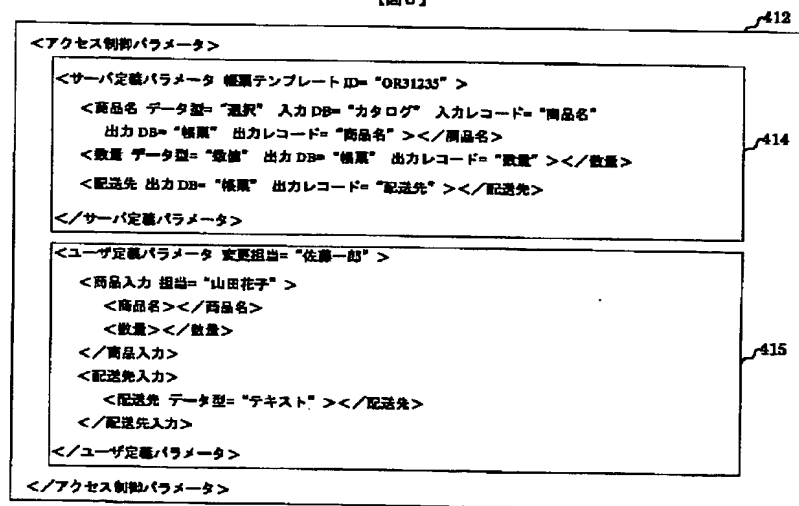 412
<アクセス制御パラメータ>
<サーバ定義パラメータ 帳票テンプレートID= "OR31235" >
<商品名 データ型= "選択" 入力DB= "カタログ" 入力レコード= "商品名"
出力DB= "帳票" 出力レコード= "商品名" ></商品名>
414
<数量 データ型= "数値" 出力DB= "帳票" 出力レコード= "数量" ></数量>
<配送先 出力DB= "帳票" 出力レコード= "配送先" ></配送先>
</サーバ定義パラメータ>
<ユーザ定義パラメータ 変更担当= "佐藤一郎" >
<商品入力 担当= "山田花子" >
<商品名></商品名>
<数量></数量>
</商品入力>
415
<配送先入力>
<配送先 データ型= "テキスト" ></配送先>
</配送先入力>
</ユーザ定義パラメータ>
</アクセス制御パラメータ>